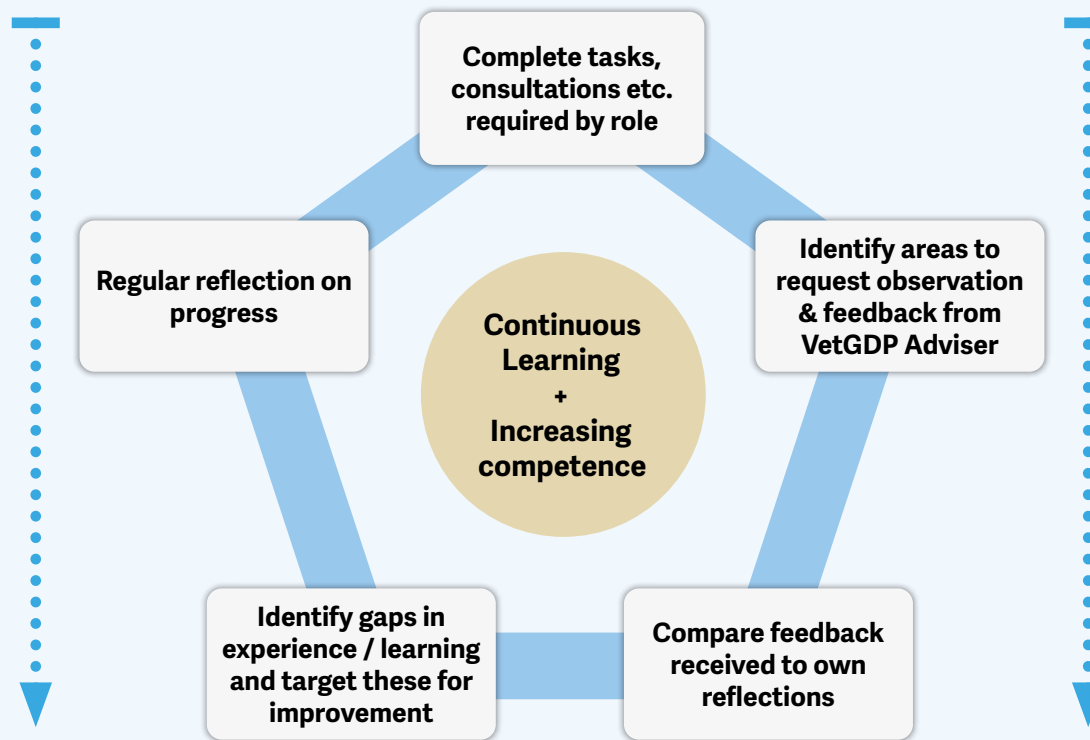 Complete tasks,
consultations etc.
required by role
Identify areas to
request observation
& feedback from
VetGDP Adviser
Compare feedback
received to own
reflections
Identify gaps in
experience / learning
and target these for
improvement
Regular reflection on
progress
Continuous
Learning
+
Increasing
competence